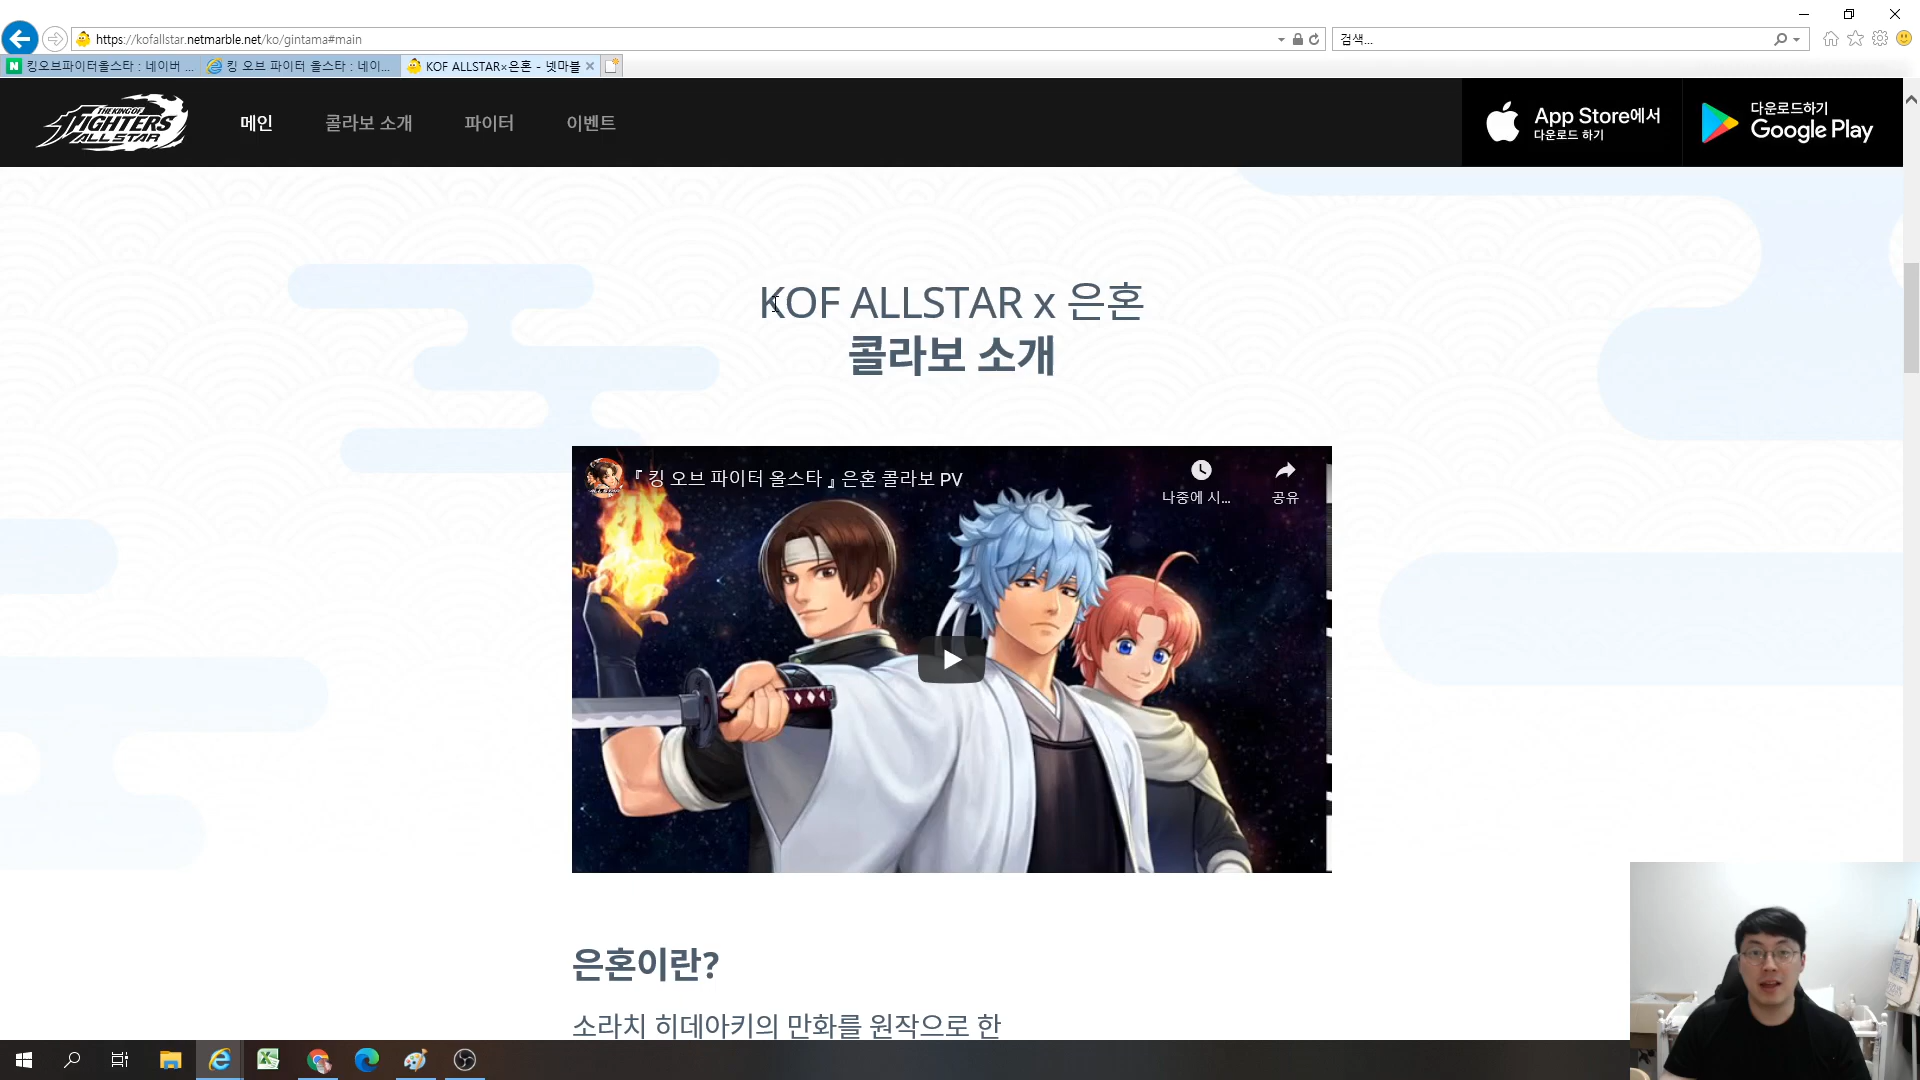 https://kofallstar.netmarble.net/ko/gintama#main
검색...
킹오브파이터올스타 : 네이버 ...
킹 오브 파이터 올스타 : 네이...
KOF ALLSTAR×은혼 - 넷마블
THE KING OF
FIGHTERS
ALLSTAR
메인
콜라보 소개
파이터
이벤트
App Store에서
다운로드 하기
다운로드하기
Google Play
KOF ALLSTAR x 은혼
콜라보 소개
『 킹 오브 파이터 올스타 』 은혼 콜라보 PV
나중에 시...
공유
은혼이란?
소라치 히데아키의 만화를 원작으로 한